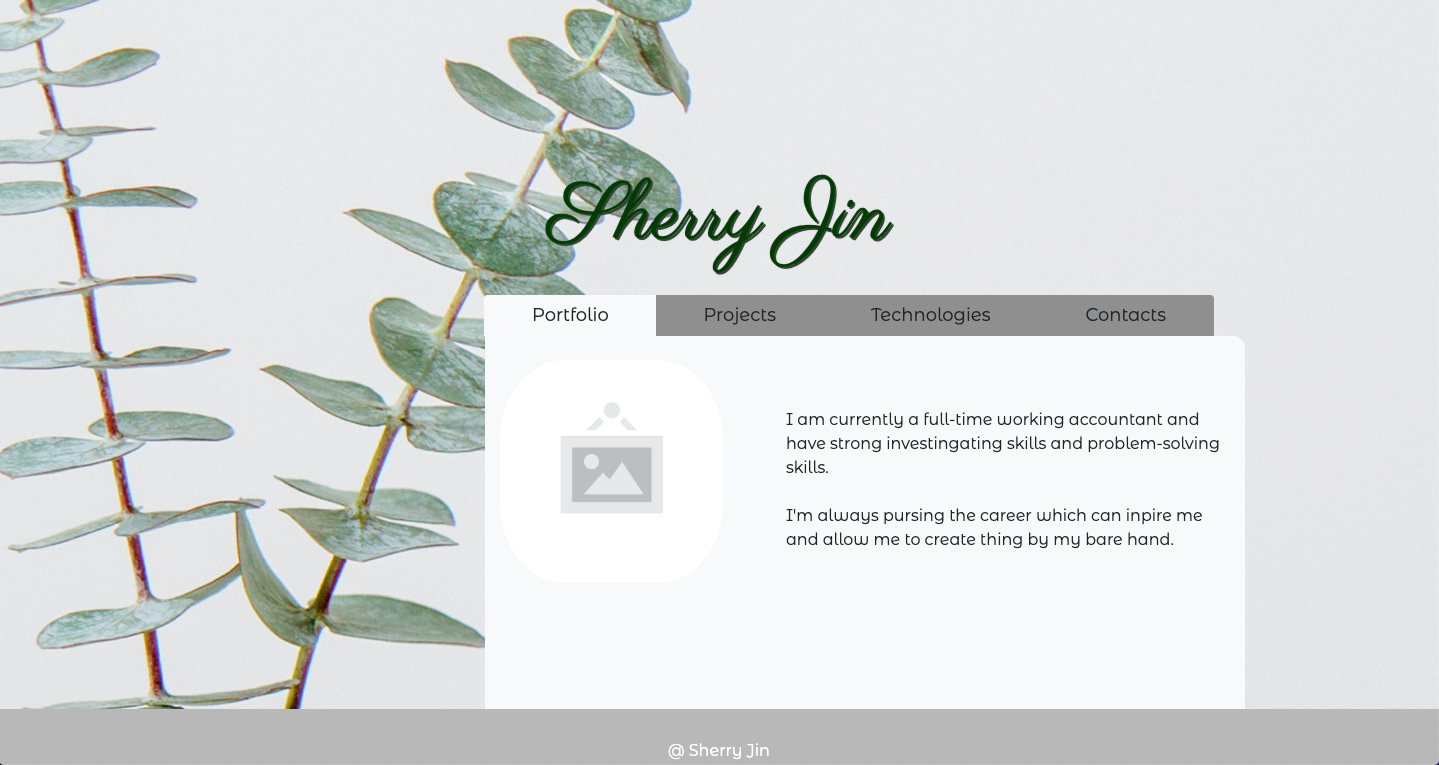 Sherry Jin
Portfolio Projects Technologies Contacts
I am currently a full-time working accountant and
have strong investingating skills and problem-solving
skills.
I'm always pursing the career which can inpire me
and allow me to create thing by my bare hand.
@ Sherry Jin